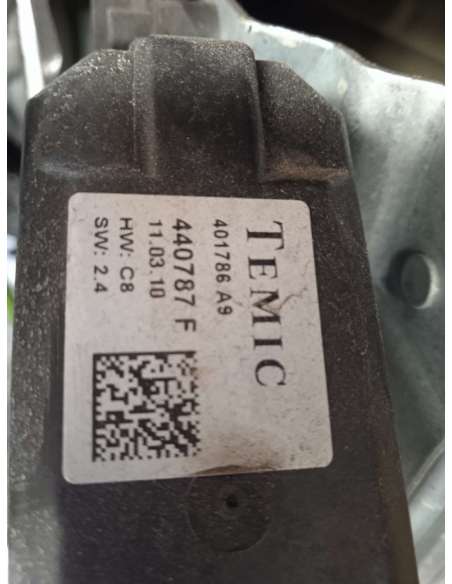 TEMIC
401786 A9
440787 F
11.03.10
HW: C8
SW: 2.4